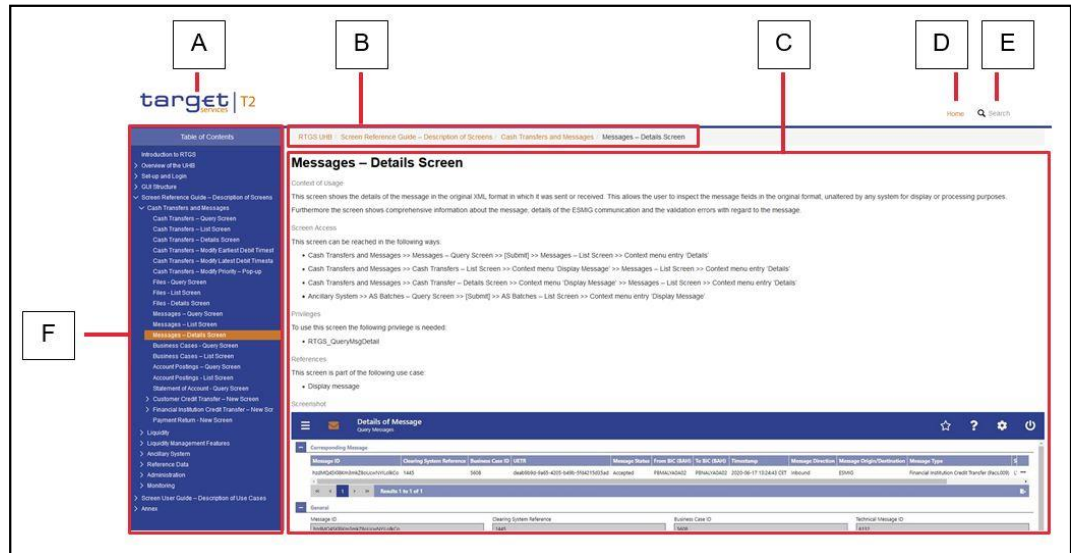 A
B
C
D
E
target | T2
services
Home
Search
Table of Contents
RTGS UHB / Screen Reference Guide – Description of Screens / Cash Transfers and Messages / Messages – Details Screen
Introduction to RTGS
Overview of the UHB
Set-up and Login
GUI Structure
Screen Reference Guide – Description of Screens
Cash Transfers and Messages
Cash Transfers – Query Screen
Cash Transfers – List Screen
Cash Transfers – Details Screen
Cash Transfers – Modify Earliest Debit Timest
Cash Transfers – Modify Latest Debit Timesta
Cash Transfers – Modify Priority – Pop-up
Files - Query Screen
Files - List Screen
Files - Details Screen
Messages – Query Screen
Messages – List Screen
Messages – Details Screen
Business Cases - Query Screen
Business Cases – List Screen
Account Postings – Query Screen
Account Postings - List Screen
Statement of Account - Query Screen
Customer Credit Transfer – New Screen
Financial Institution Credit Transfer – New Scr
Payment Return - New Screen
Liquidity
Liquidity Management Features
Ancillary System
Reference Data
Administration
Monitoring
Screen User Guide – Description of Use Cases
Annex
F
Messages – Details Screen
Context of Usage
This screen shows the details of the message in the original XML format in which it was sent or received. This allows the user to inspect the message fields in the original format, unaltered by any system for display or processing purposes.
Furthermore the screen shows comprehensive information about the message, details of the ESMIG communication and the validation errors with regard to the message.
Screen Access
This screen can be reached in the following ways:
• Cash Transfers and Messages >> Messages – Query Screen >> [Submit] >> Messages – List Screen >> Context menu entry 'Details'
• Cash Transfers and Messages >> Cash Transfers – List Screen >> Context menu 'Display Message' >> Messages – List Screen >> Context menu entry 'Details'
• Cash Transfers and Messages >> Cash Transfer – Details Screen >> Context menu 'Display Message' >> Messages – List Screen >> Context menu entry 'Details'
• Ancillary System >> AS Batches – Query Screen >> [Submit] >> AS Batches – List Screen >> Context menu entry 'Display Message'
Privileges
To use this screen the following privilege is needed:
• RTGS_QueryMsgDetail
References
This screen is part of the following use case:
• Display message
Screenshot
Details of Message
Query Messages
Corresponding Message
Message ID Clearing System Reference Business Case ID UETR Message Status From BIC (BAH) To BIC (BAH) Timestamp Message Direction Message Origin/Destination Message Type S
1445 5608 Accepted PBMALYAOA02 PBMALYAOA02 2020-06-17 13:24:43 CET Inbound ESMIG Financial Institution Credit Transfer (Pacs.009)
1 Results 1 to 1 of 1
General
Message ID Clearing System Reference Business Case ID Technical Message ID
1445 5608